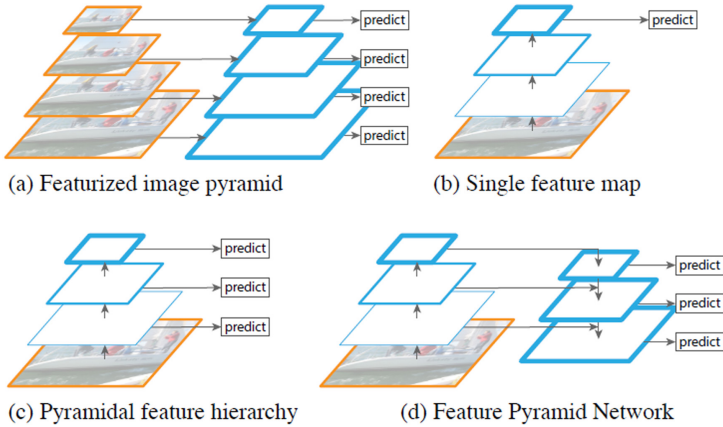 predict
predict
predict
predict
(a) Featurized image pyramid
predict
(b) Single feature map
predict
predict
predict
(c) Pyramidal feature hierarchy
predict
predict
predict
(d) Feature Pyramid Network